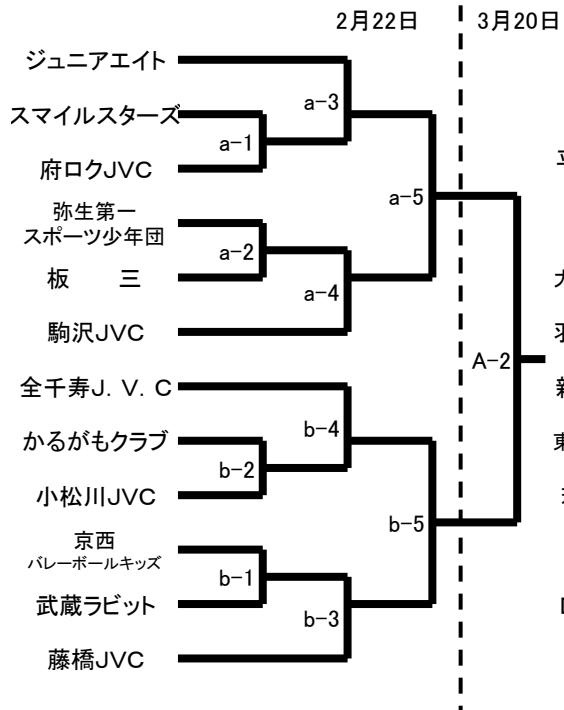 2月22日
3月20日
ジュニアエイト
a-3
スマイルスターズ
a-1
府ロクJVC
a-5
弥生第一
スポーツ少年団
a-2
板　　三
a-4
駒沢JVC
A-2
全千寿J．V．C
b-4
かるがもクラブ
b-2
小松川JVC
b-5
京西
バレーボールキッズ
b-1
武蔵ラビット
b-3
藤橋JVC